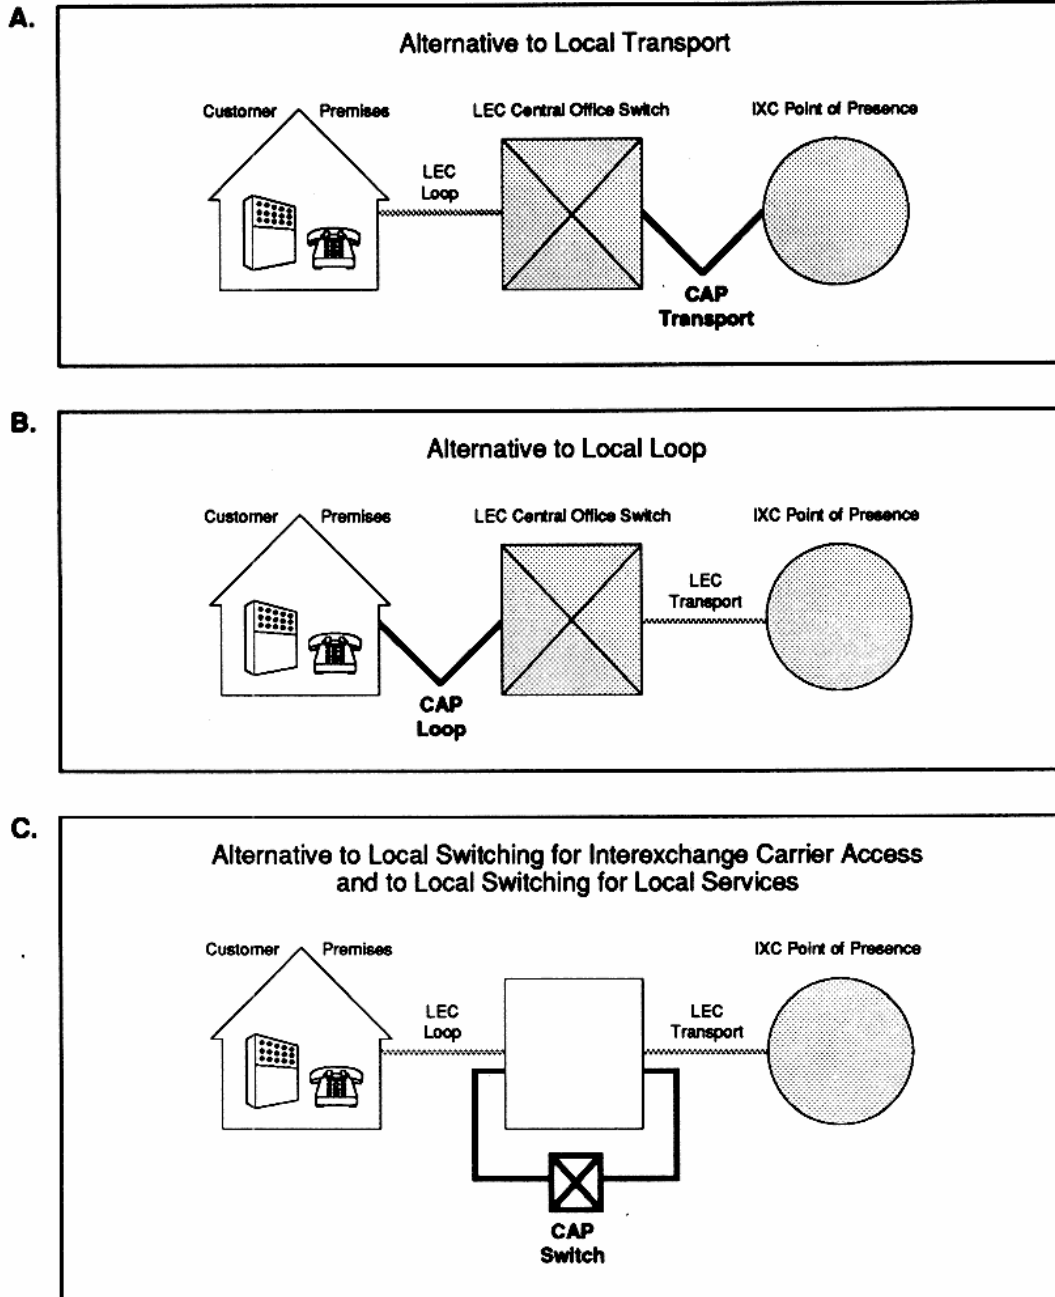 A.
Alternative to Local Transport
Customer Premises
LEC Central Office Switch
IXC Point of Presence
LEC
Loop
CAP
Transport
B.
Alternative to Local Loop
Customer Premises
LEC Central Office Switch
IXC Point of Presence
LEC
Transport
CAP
Loop
C.
Alternative to Local Switching for Interexchange Carrier Access
and to Local Switching for Local Services
Customer Premises
IXC Point of Presence
LEC
Loop
LEC
Transport
CAP
Switch